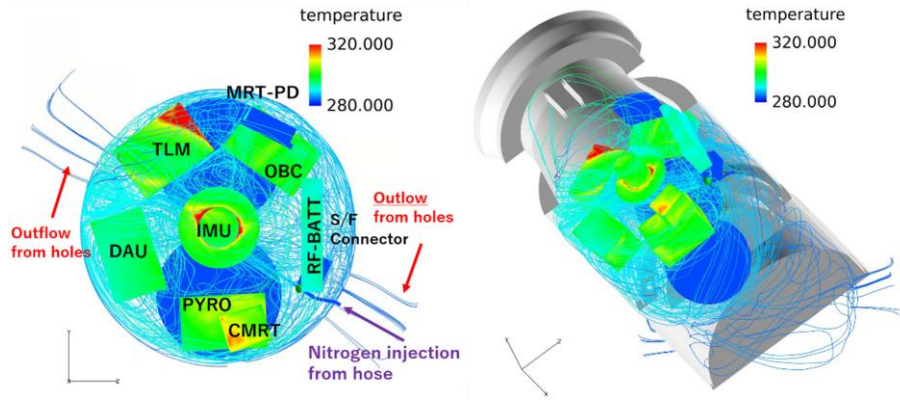 temperature
320.000
280.000
MRT-PD
TLM
OBC
Outflow
from holes
IMU
RF-BATT
S/F
Connector
Outlow
from holes
DAU
PYRO
CMRT
Nitrogen injection
from hose
Y
X
Z
temperature
320.000
280.000
Y
Z
X